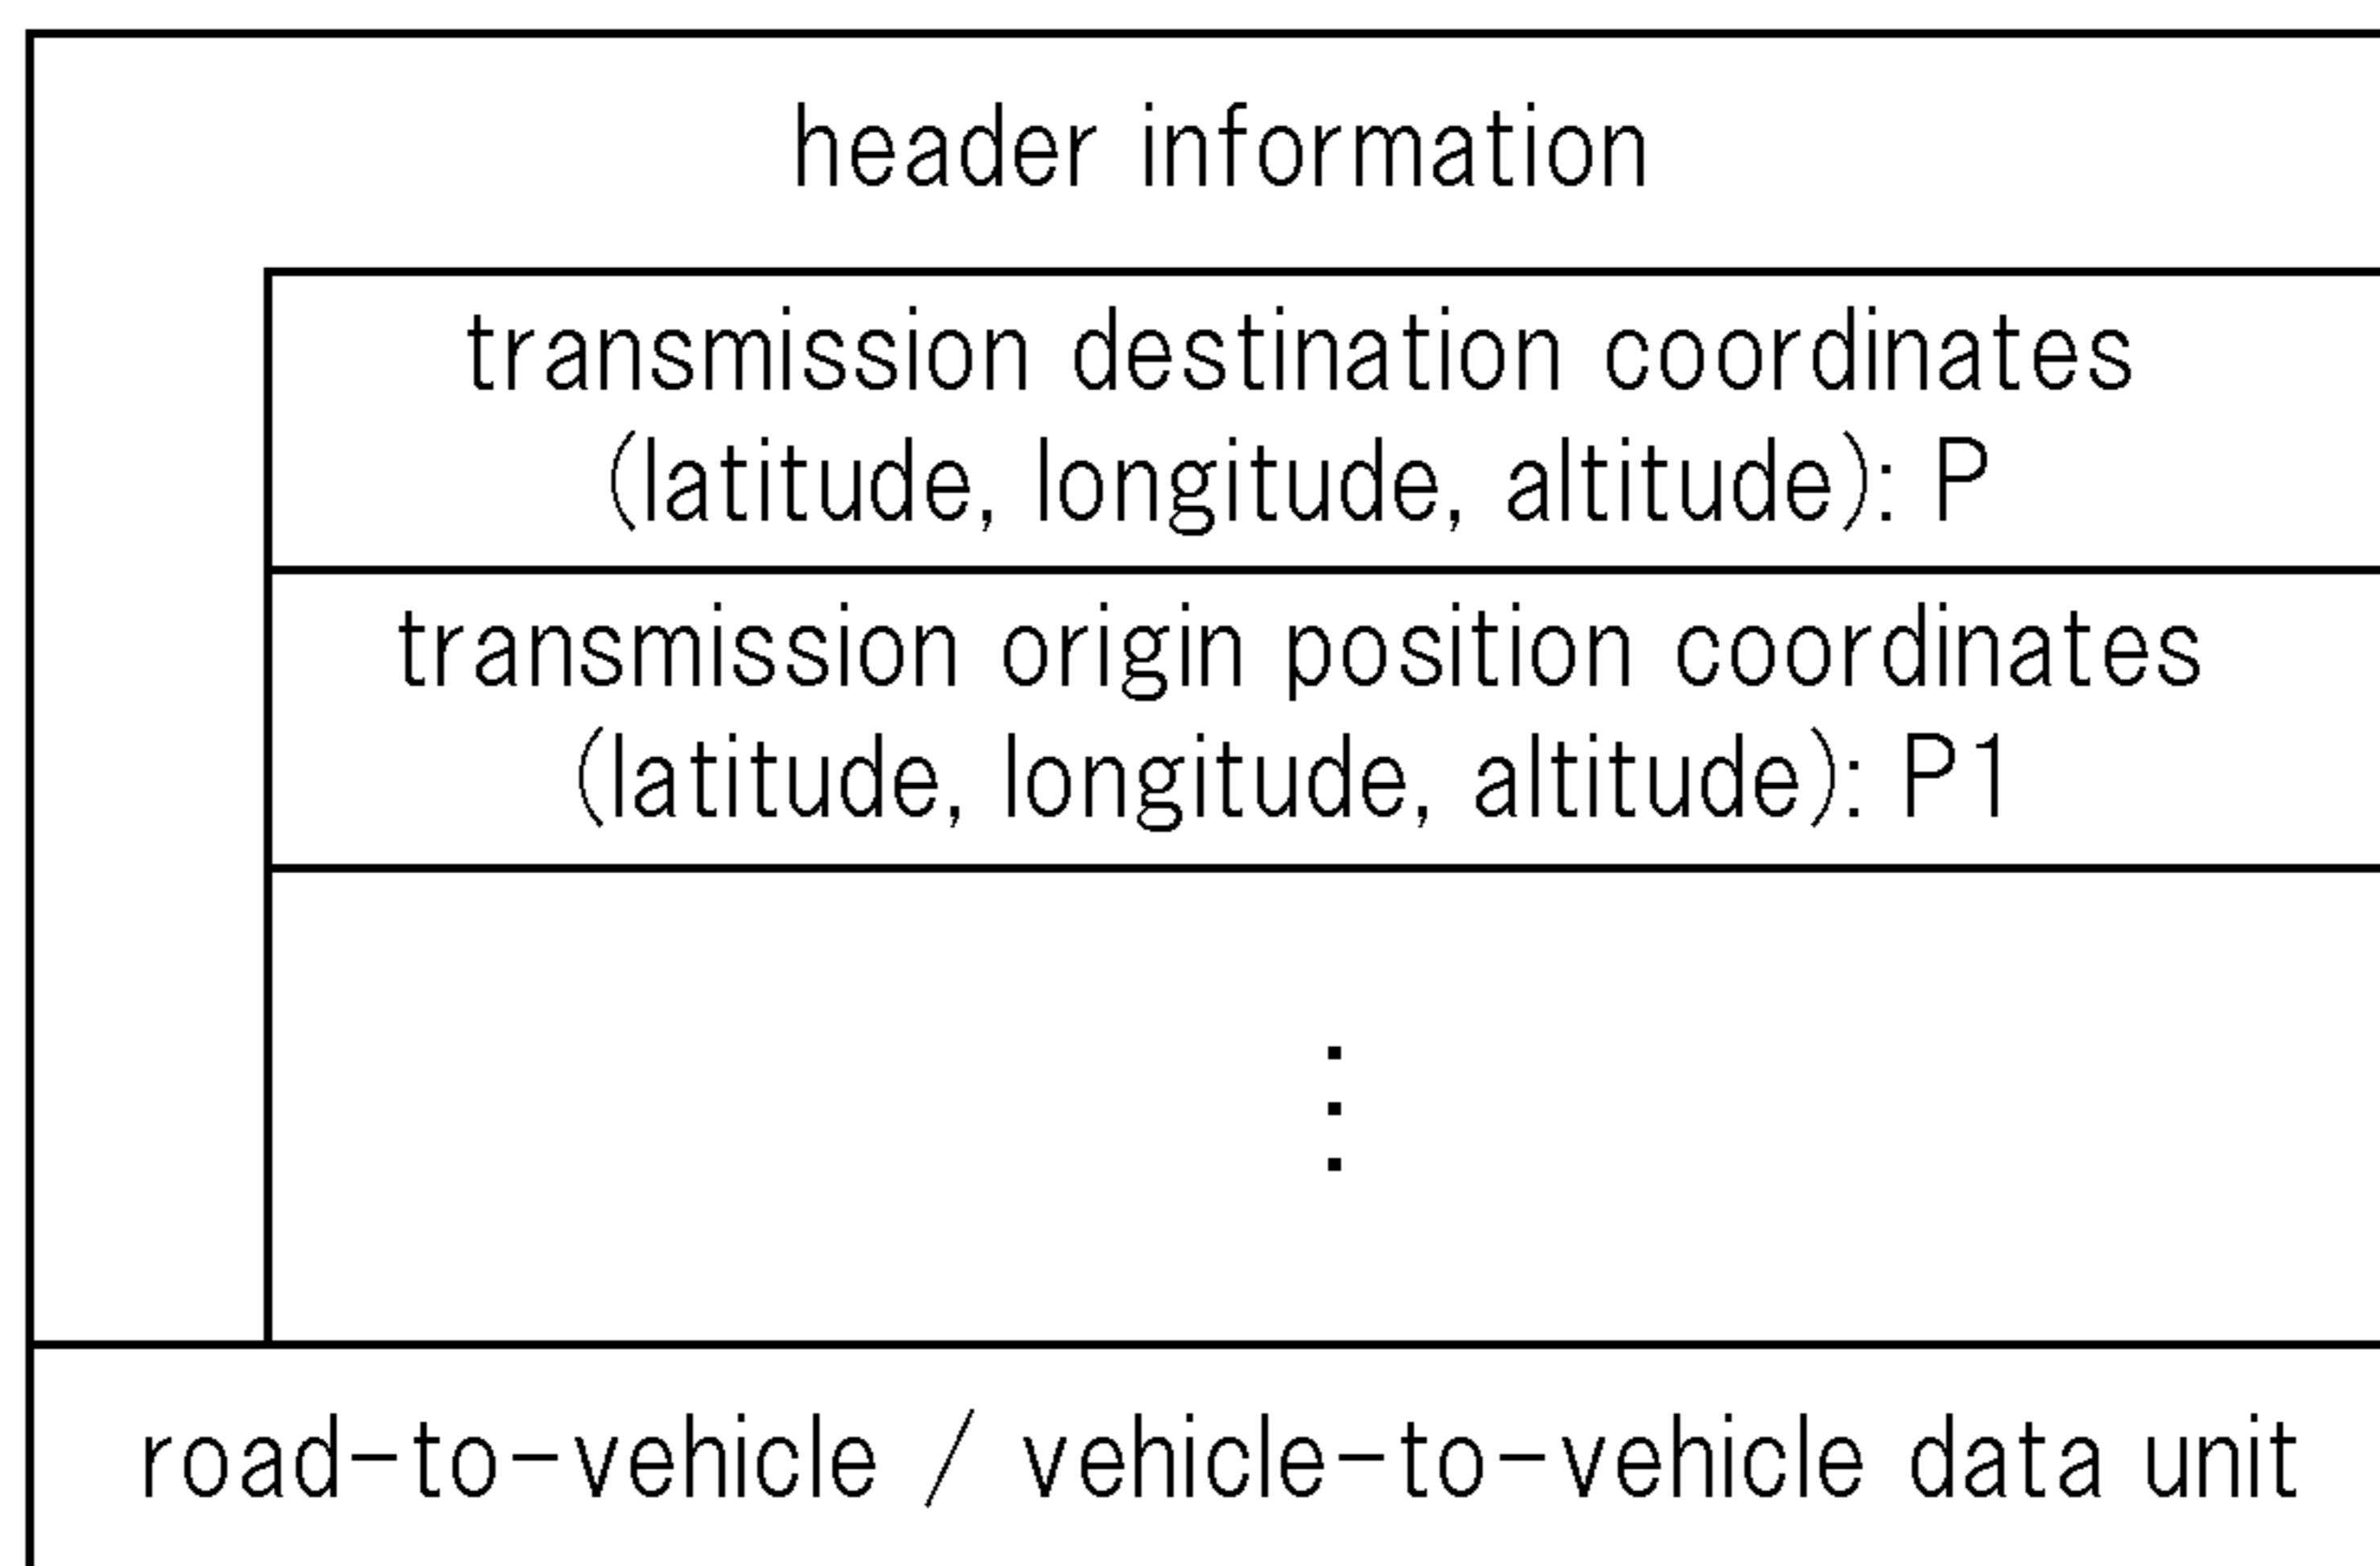 header information
transmission destination coordinates
(latitude, longitude, altitude): P
transmission origin position coordinates
(latitude, longitude, altitude): P1
road-to-vehicle / vehicle-to-vehicle data unit